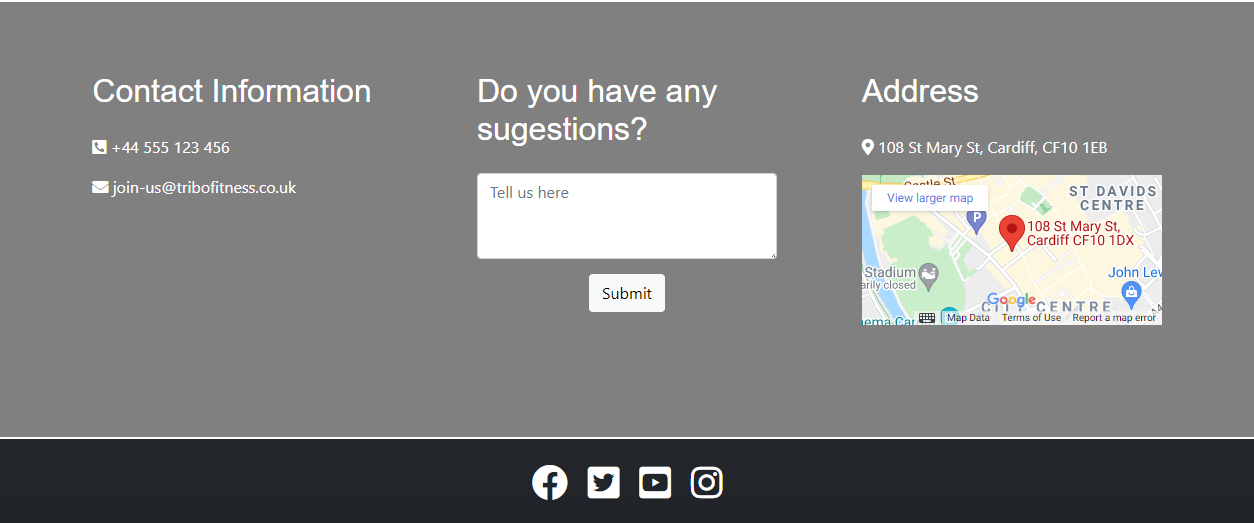 Contact Information
+44 555 123 456
join-us@tribofitness.co.uk
Do you have any
sugestions?
Tell us here
Submit
Address
108 St Mary St, Cardiff, CF10 1EB
Castle St
View larger map
ST DAVIDS
CENTRE
P
108 St Mary St,
Cardiff CF10 1DX
Stadium
arily closed
John Lew
Google
CITY CENTRE
nema Car
Map Data
Terms of Use
Report a map error